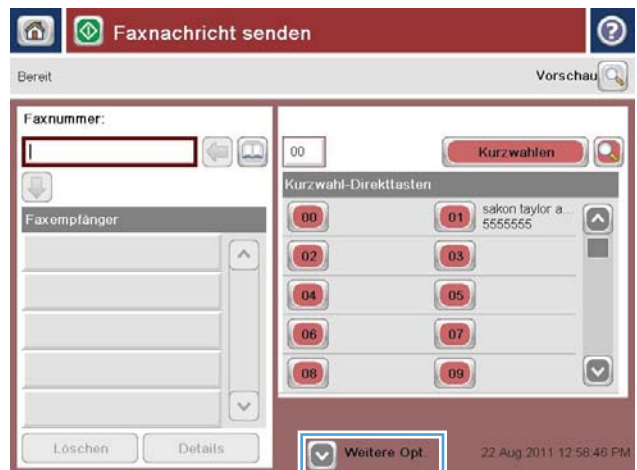 Faxnachricht senden
Bereit
Vorschau
Faxnummer:
00
Kurzwahlen
Kurzwahl-Direkttasten
00
01
sakon taylor a...
5555555
Faxempfänger
02
03
04
05
06
07
08
09
Löschen
Details
Weitere Opt.
22 Aug 2011 12:58:46 PM